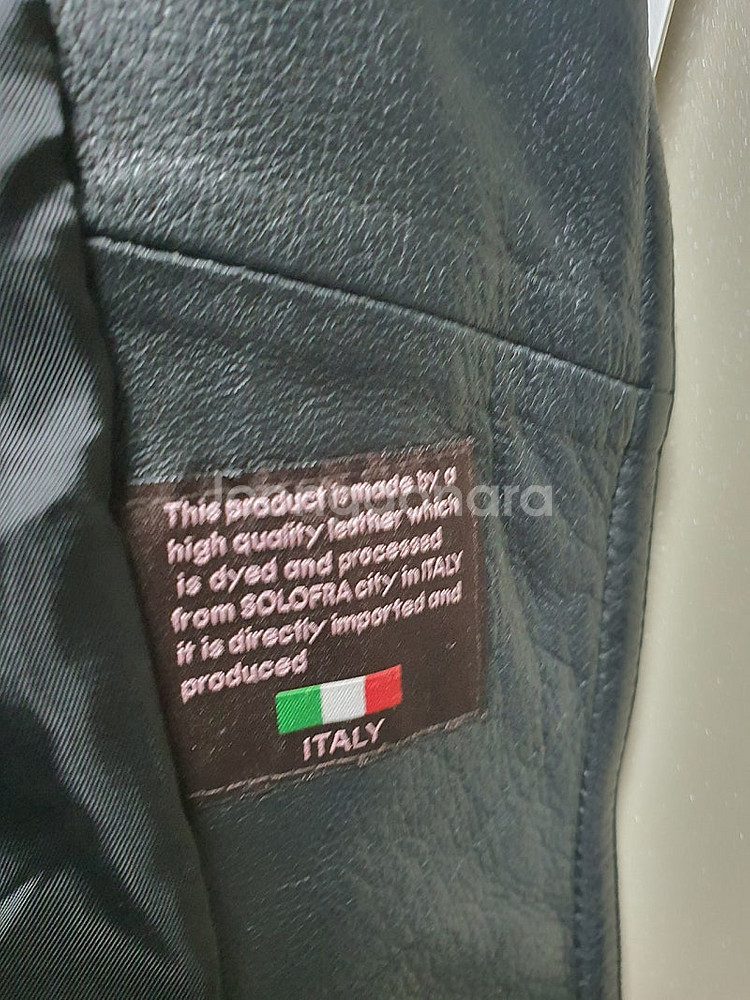 This product is made by a
high quality leather which
is dyed and processed
from SOLOFRA city in ITALY
it is directly imported and
produced
ITALY